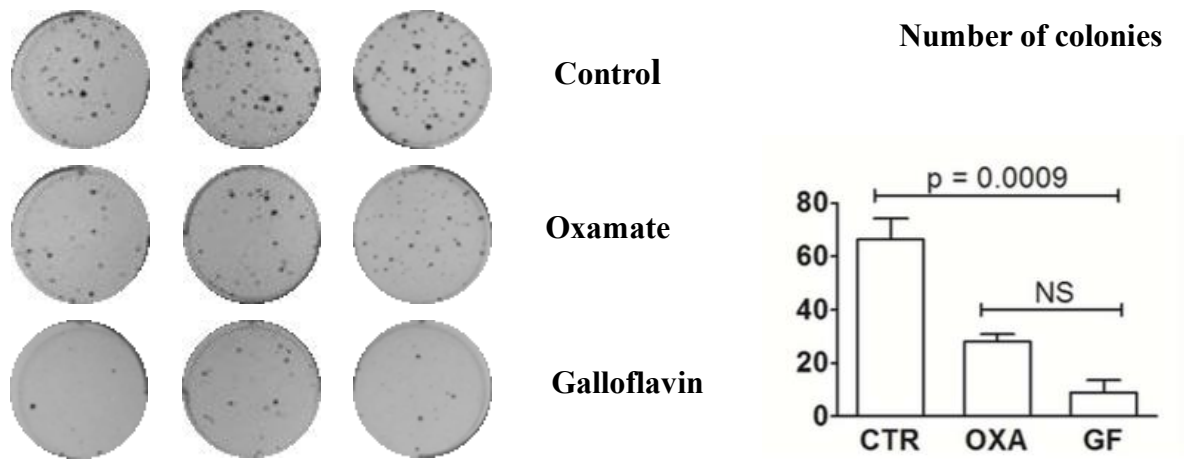 Control
Oxamate
Galloflavin
Number of colonies
p = 0.0009
NS
80
60
40
20
0
CTR OXA GF